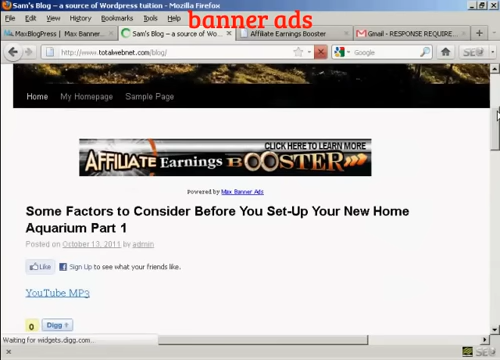 Sam's Blog – a source of Wordpress tuition - Mozilla Firefox
File Edit View History Bookmarks Tools Help
banner ads
MaxBlogPress | Max Banner...
Sam's Blog – a source of Wo...
Affiliate Earnings Booster
Gmail - RESPONSE REQUIRE...
http://www.totalwebnet.com/blog/
Google
Home My Homepage Sample Page
CLICK HERE TO LEARN MORE
AFFILIATE Earnings BOOSTER
Powered by Max Banner Ads
Some Factors to Consider Before You Set-Up Your New Home
Aquarium Part 1
Posted on October 13, 2011 by admin
Like Sign Up to see what your friends like.
YouTube MP3
0 Digg
Waiting for widgets.digg.com...